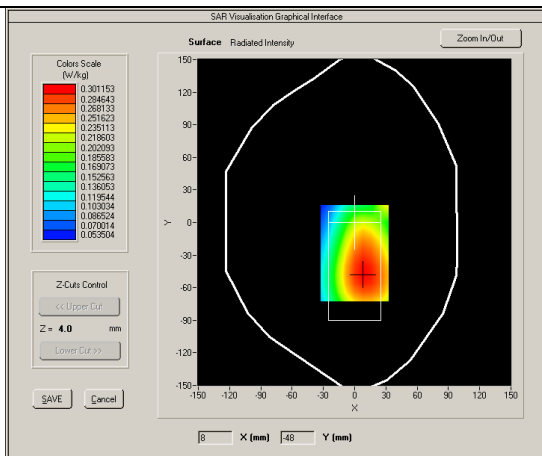 SAR Visualisation Graphical Interface
Surface Radiated Intensity
Zoom In/Out
Colors Scale
(W/kg)
0.301153
0.284643
0.268133
0.251623
0.235113
0.218603
0.202093
0.185583
0.169073
0.152563
0.136053
0.119544
0.103034
0.086524
0.070014
0.053504
Z-Cuts Control
<< Upper Cut
Z = 4.0 mm
Lower Cut >>
SAVE Cancel
150
120
90
60
30
0
-30
-60
-90
-120
-150
Y
-150 -120 -90 -60 -30 0 30 60 90 120 150
X
8 X (mm) -48 Y (mm)